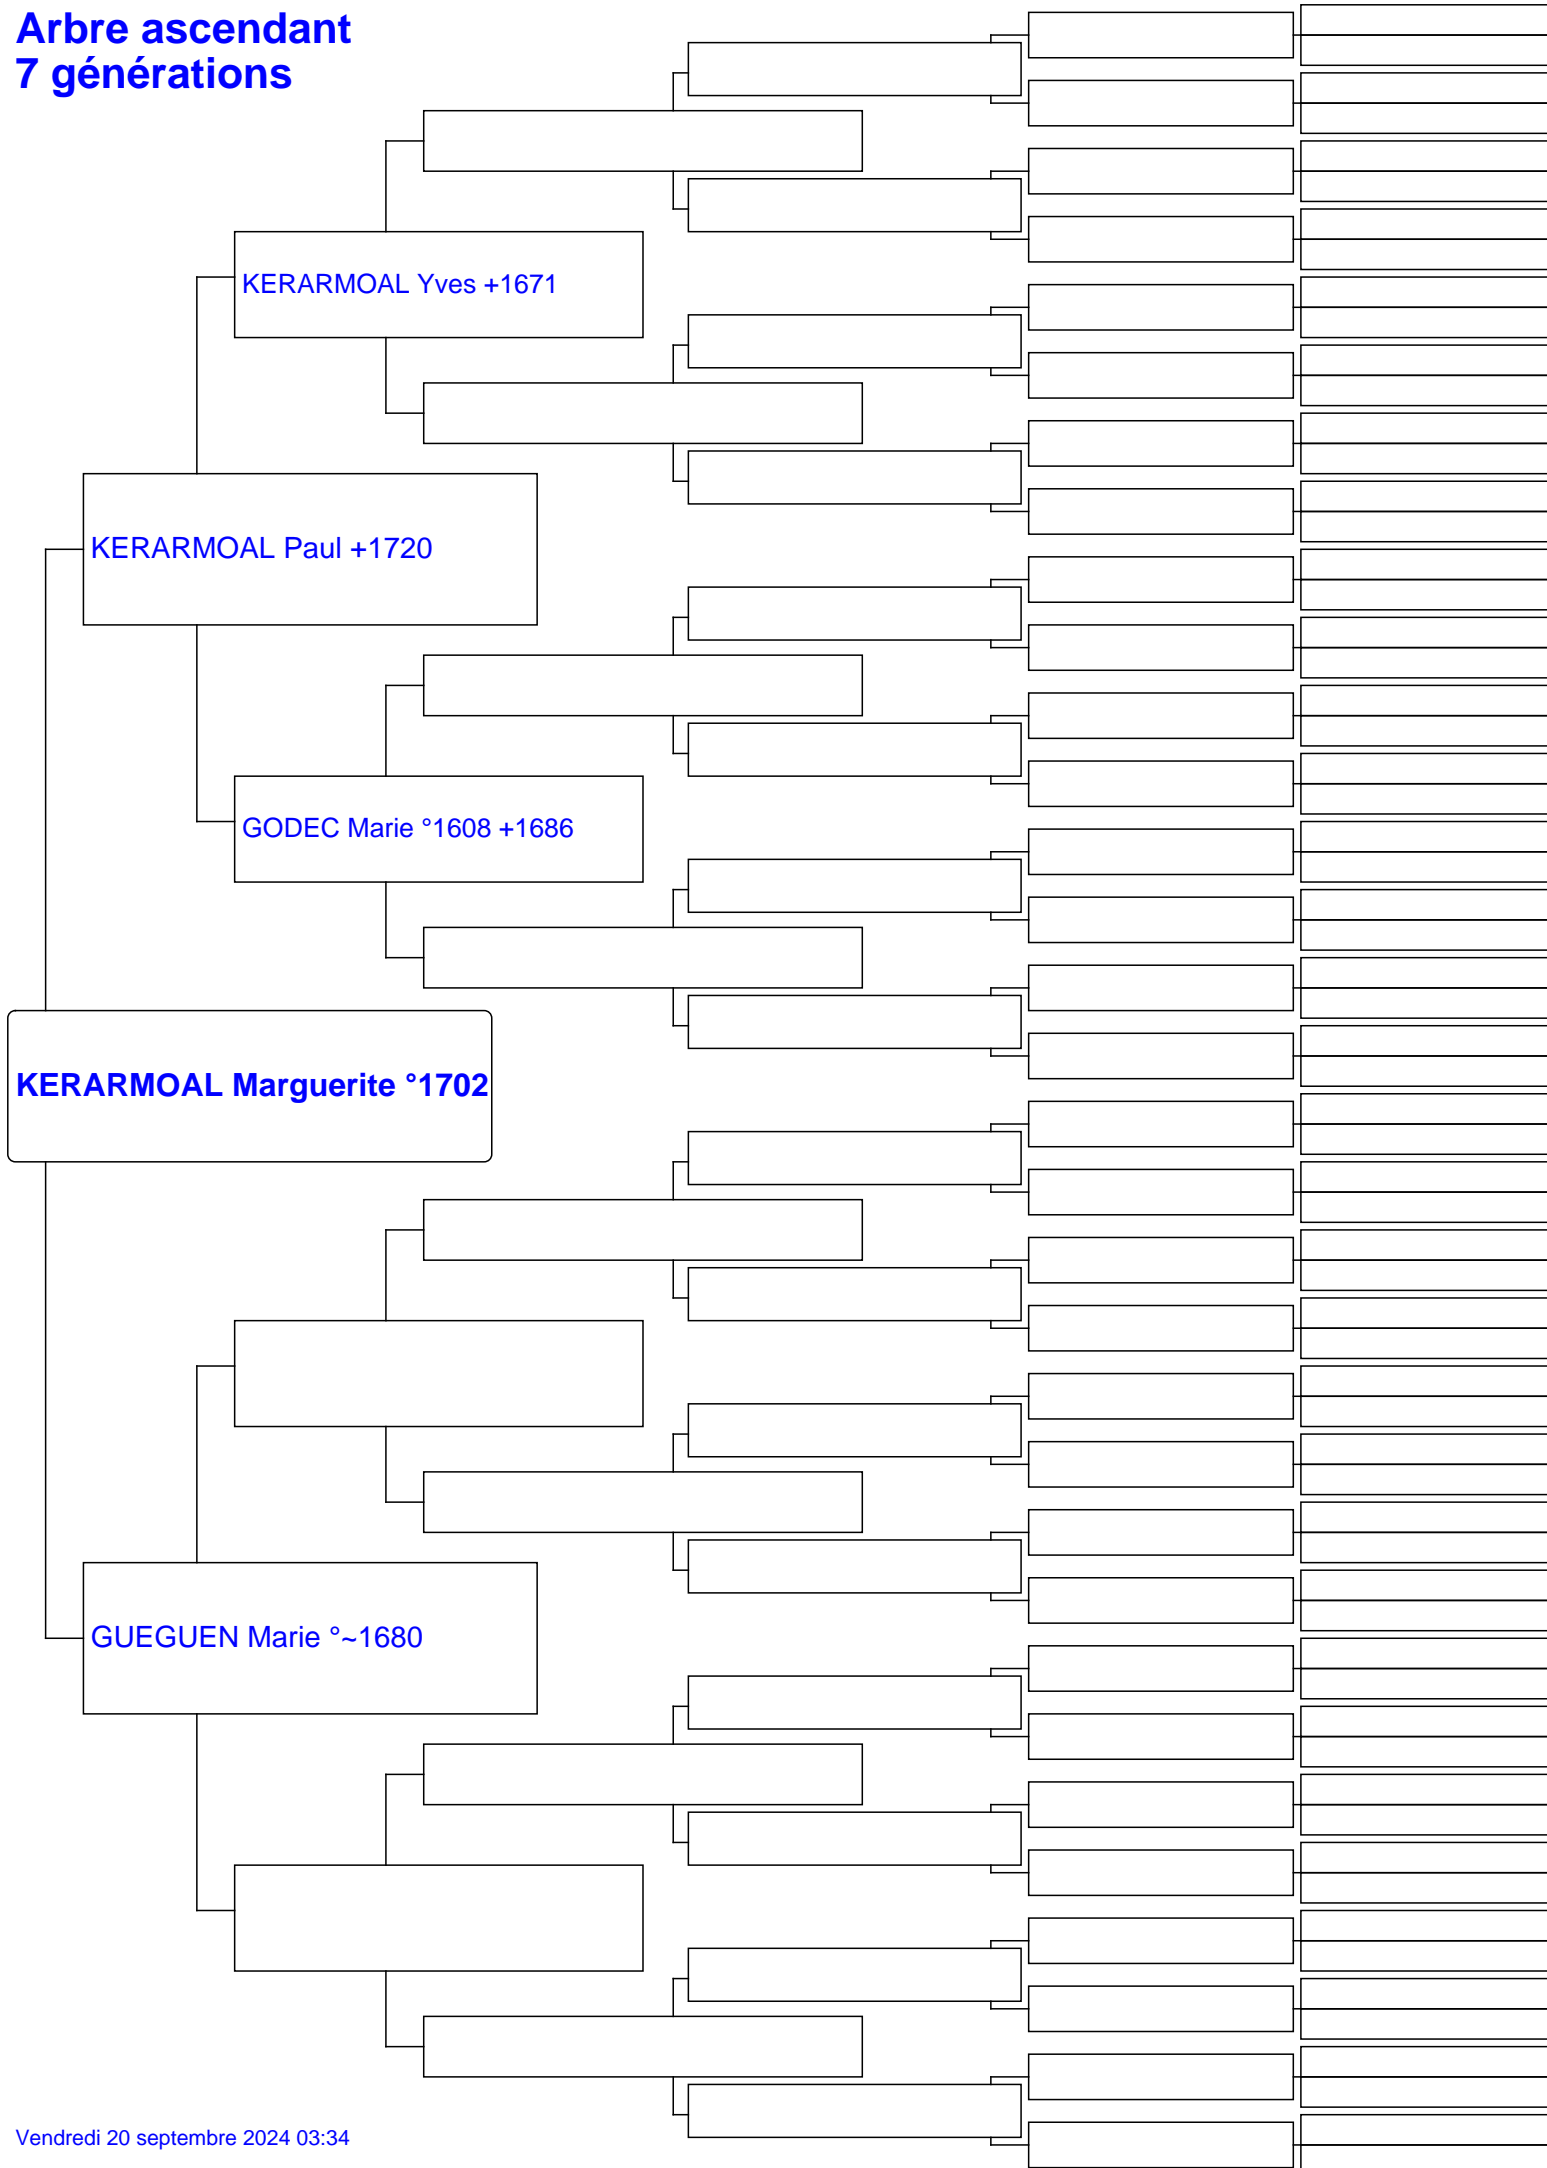 Arbre ascendant
7 générations
KERARMOAL Yves +1671
KERARMOAL Paul +1720
GODEC Marie °1608 +1686
KERARMOAL Marguerite °1702
GUEGUEN Marie °~1680
Vendredi 20 septembre 2024 03:34